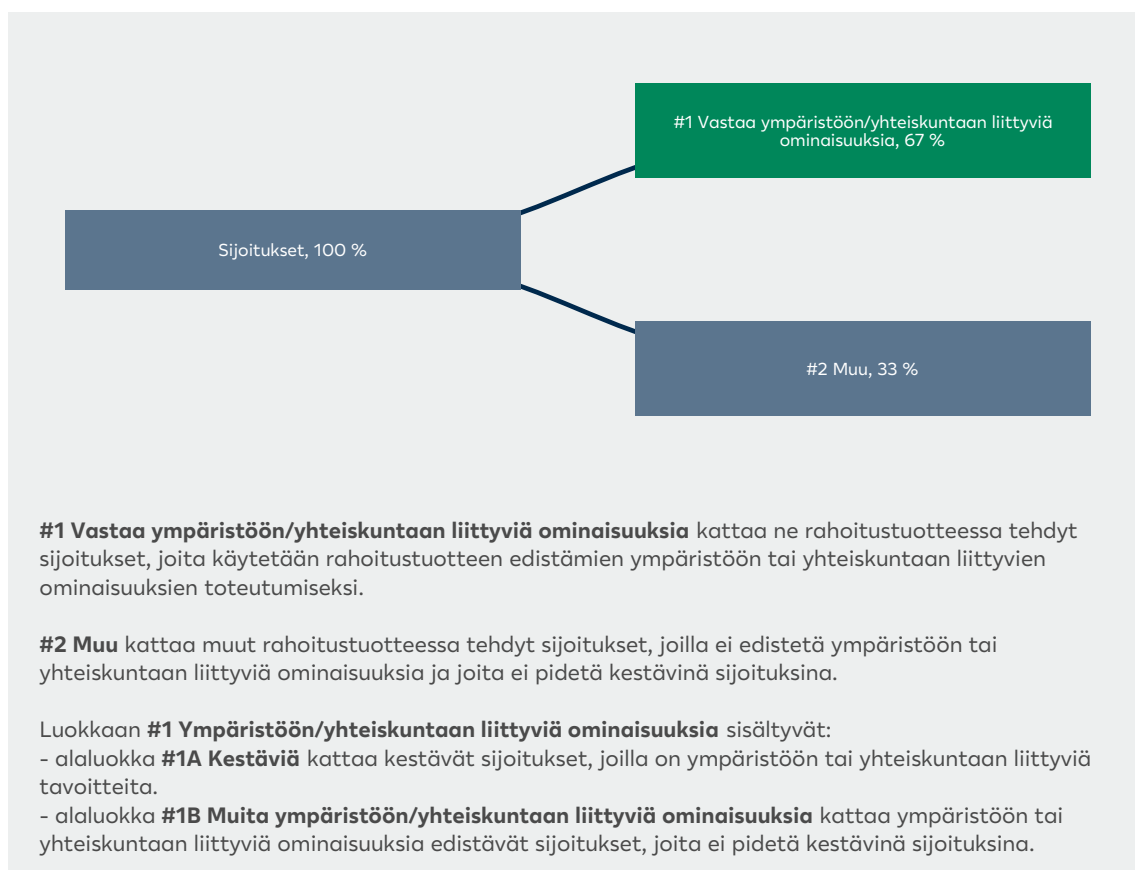 #1 Vastaa ympäristöön/yhteiskuntaan liittyviä
ominaisuuksia, 67 %
Sijoitukset, 100 %
#2 Muu, 33 %
#1 Vastaa ympäristöön/yhteiskuntaan liittyviä ominaisuuksia kattaa ne rahoitustuotteessa tehdyt
sijoitukset, joita käytetään rahoitustuotteen edistämien ympäristöön tai yhteiskuntaan liittyvien
ominaisuuksien toteutumiseksi.
#2 Muu kattaa muut rahoitustuotteessa tehdyt sijoitukset, joilla ei edistetä ympäristöön tai
yhteiskuntaan liittyviä ominaisuuksia ja joita ei pidetä kestävinä sijoituksina.
Luokkaan #1 Ympäristöön/yhteiskuntaan liittyviä ominaisuuksia sisältyvät:
- alaluokka #1A Kestäviä kattaa kestävät sijoitukset, joilla on ympäristöön tai yhteiskuntaan liittyviä
tavoitteita.
- alaluokka #1B Muita ympäristöön/yhteiskuntaan liittyviä ominaisuuksia kattaa ympäristöön tai
yhteiskuntaan liittyviä ominaisuuksia edistävät sijoitukset, joita ei pidetä kestävinä sijoituksina.